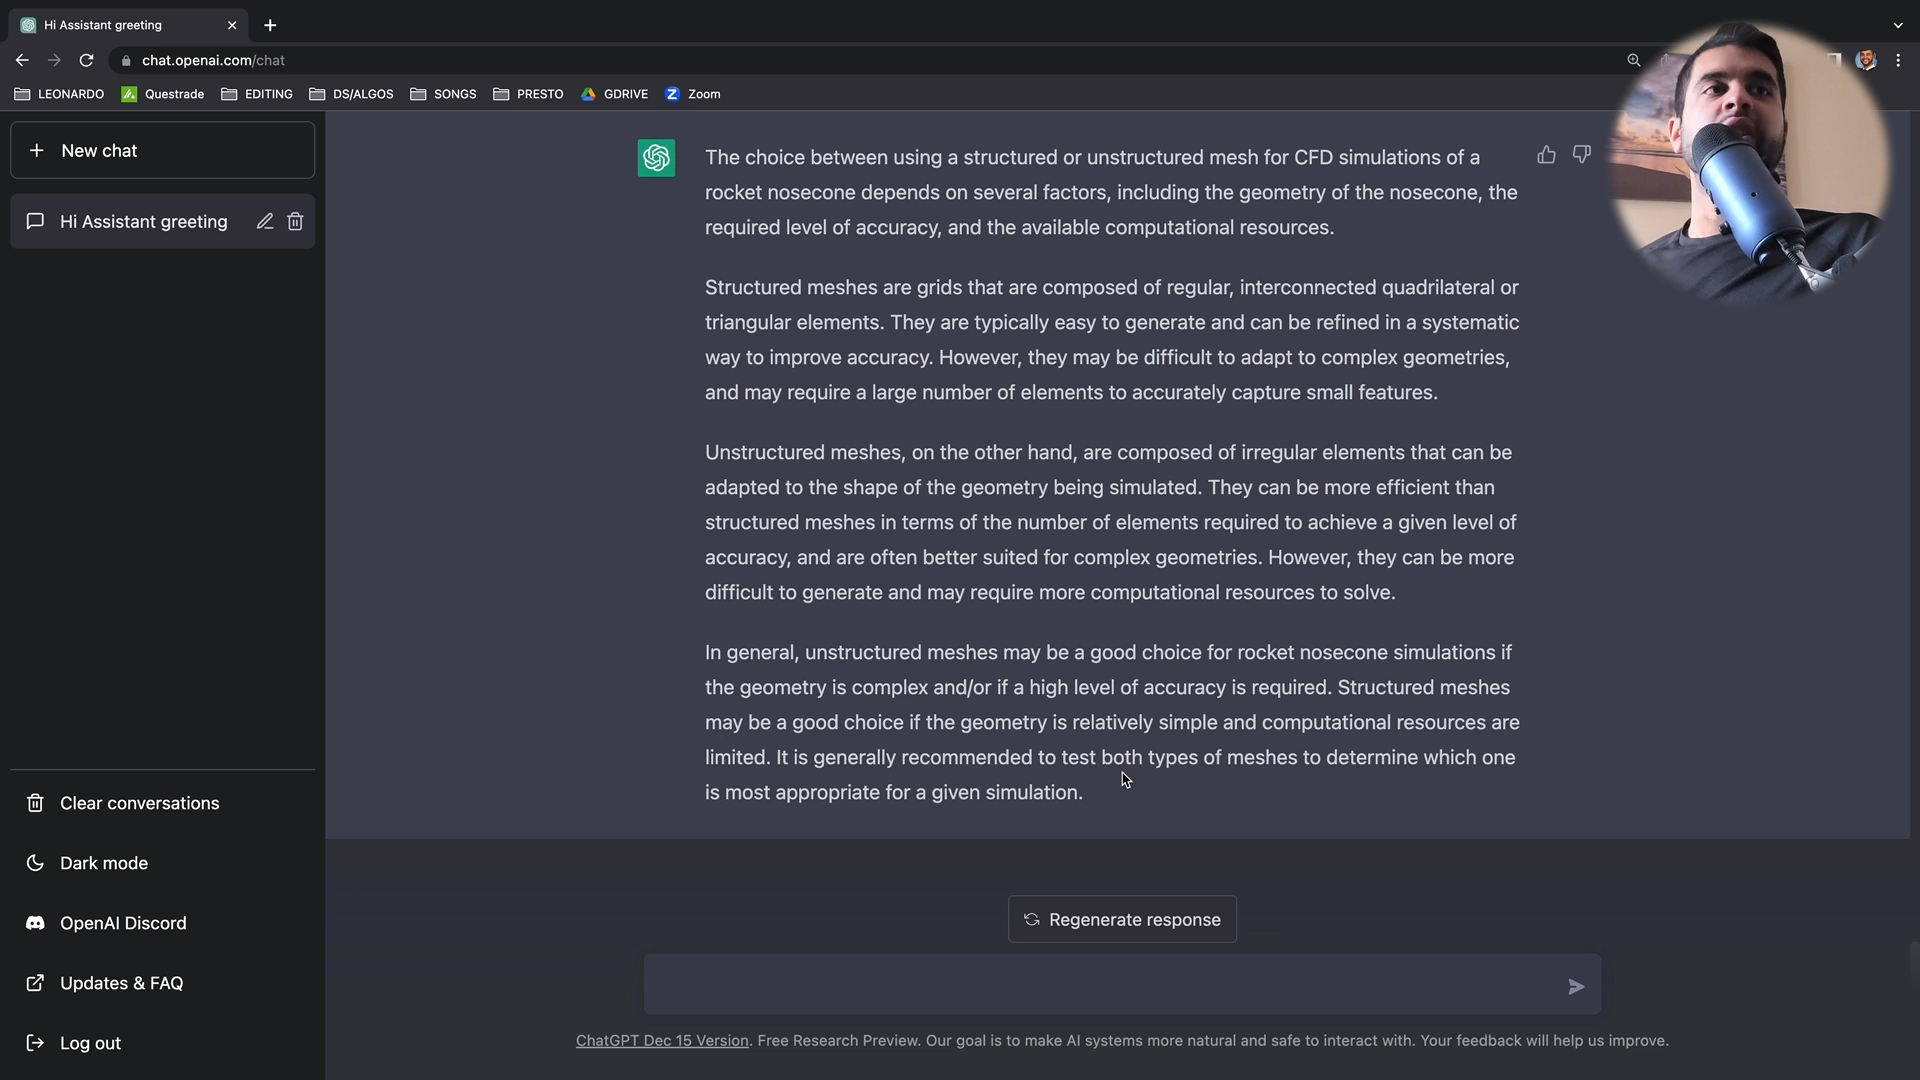 Hi Assistant greeting
chat.openai.com/chat
LEONARDO Questrade EDITING DS/ALGOS SONGS PRESTO GDRIVE Zoom
New chat
Hi Assistant greeting
The choice between using a structured or unstructured mesh for CFD simulations of a
rocket nosecone depends on several factors, including the geometry of the nosecone, the
required level of accuracy, and the available computational resources.
Structured meshes are grids that are composed of regular, interconnected quadrilateral or
triangular elements. They are typically easy to generate and can be refined in a systematic
way to improve accuracy. However, they may be difficult to adapt to complex geometries,
and may require a large number of elements to accurately capture small features.
Unstructured meshes, on the other hand, are composed of irregular elements that can be
adapted to the shape of the geometry being simulated. They can be more efficient than
structured meshes in terms of the number of elements required to achieve a given level of
accuracy, and are often better suited for complex geometries. However, they can be more
difficult to generate and may require more computational resources to solve.
In general, unstructured meshes may be a good choice for rocket nosecone simulations if
the geometry is complex and/or if a high level of accuracy is required. Structured meshes
may be a good choice if the geometry is relatively simple and computational resources are
limited. It is generally recommended to test both types of meshes to determine which one
is most appropriate for a given simulation.
Clear conversations
Dark mode
OpenAI Discord
Updates & FAQ
Log out
Regenerate response
ChatGPT Dec 15 Version. Free Research Preview. Our goal is to make AI systems more natural and safe to interact with. Your feedback will help us improve.